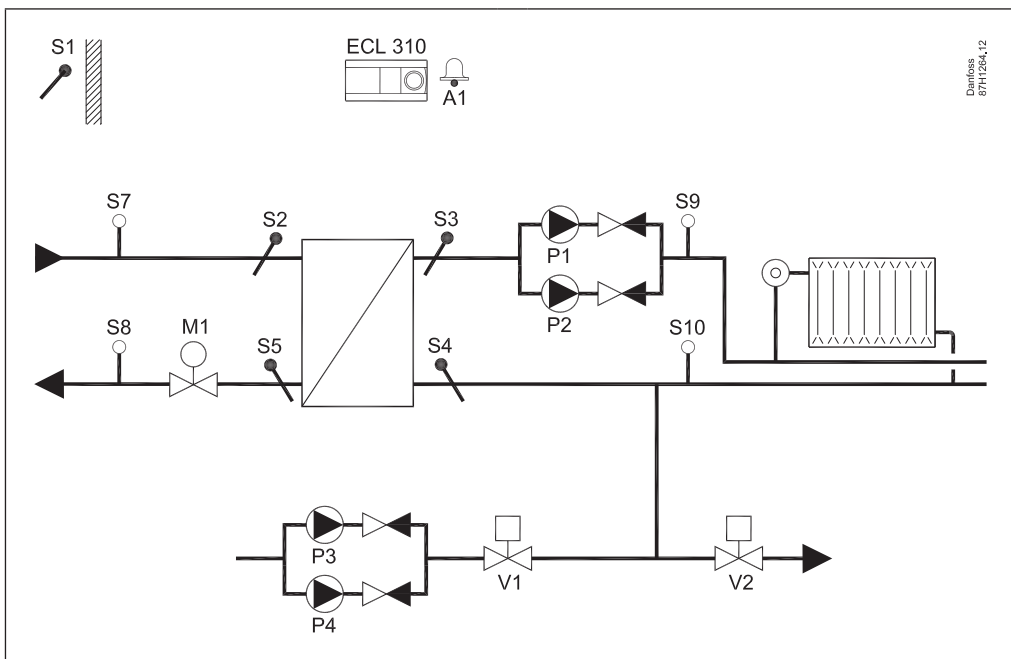 S1
ECL 310
A1
Danfoss
87H1264.12
S7
S2
S3
P1
S9
P2
S8
M1
S5
S4
S10
P3
P4
V1
V2